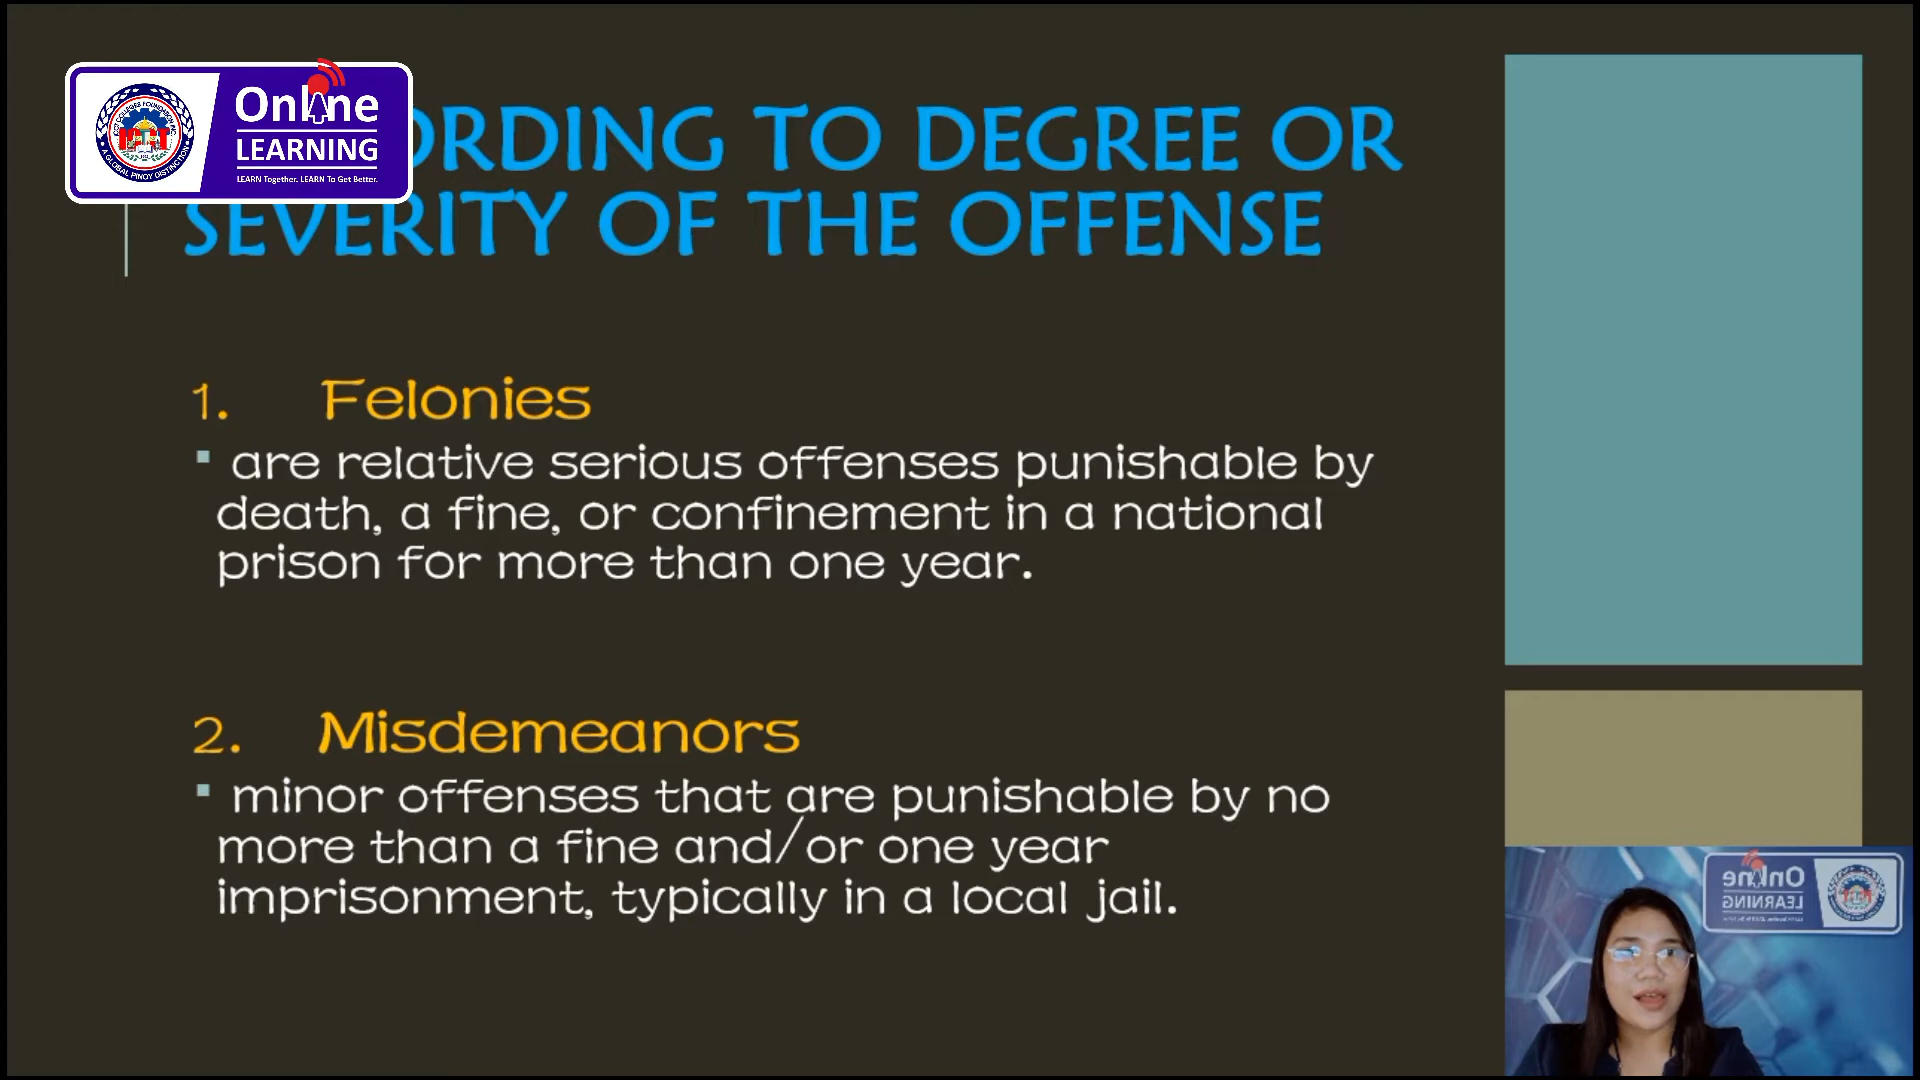 Online
LEARNING
LEARN Together. LEARN To Get Better.
ORDING TO DEGREE OR
SEVERITY OF THE OFFENSE
1. Felonies
▪ are relative serious offenses punishable by
death, a fine, or confinement in a national
prison for more than one year.
2. Misdemeanors
▪ minor offenses that are punishable by no
more than a fine and/or one year
imprisonment, typically in a local jail.
Online
LEARNING